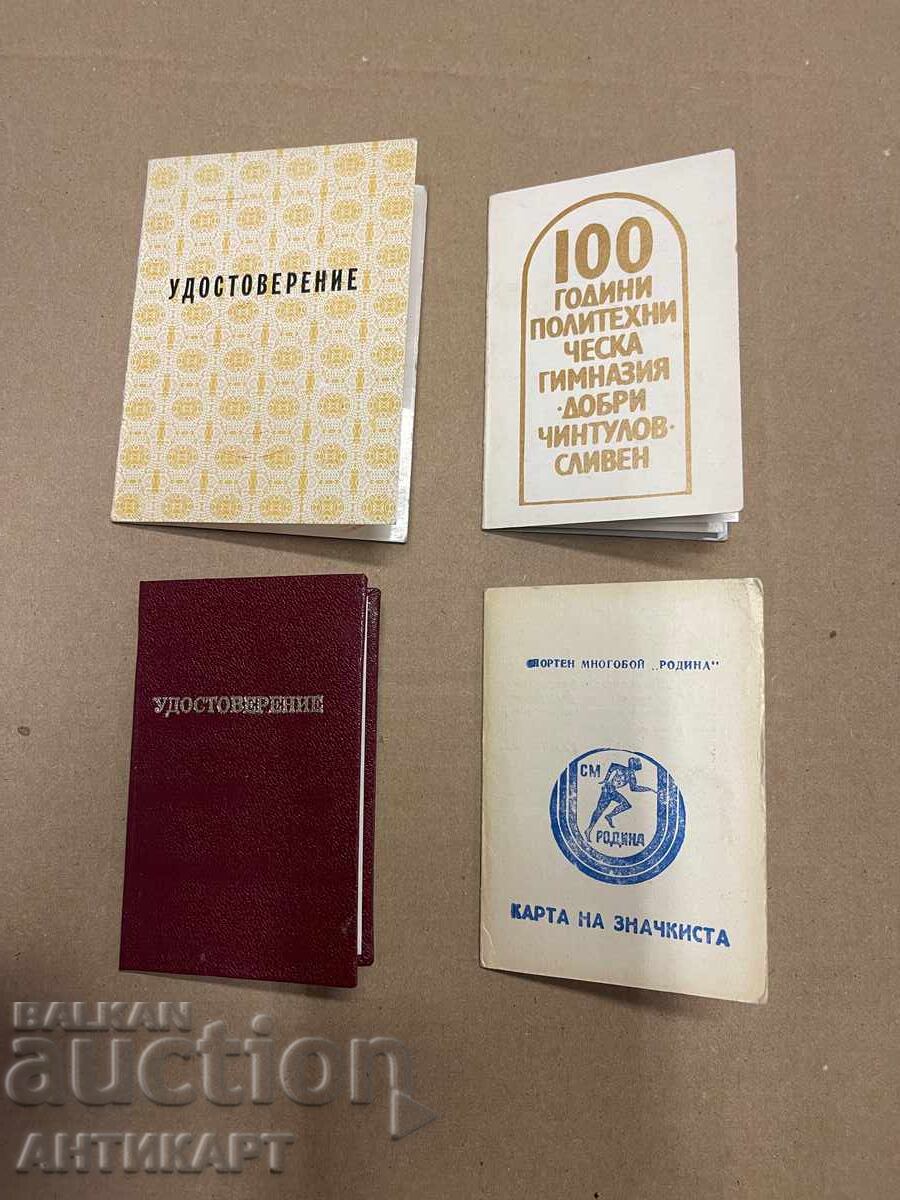 УДОСТОВЕРЕНИЕ
100
ГОДИНИ
ПОЛИТЕХНИ
ЧЕСКА
ГИМНАЗИЯ
·ДОБРИ
ЧИНТУЛОВ·
СЛИВЕН
УДОСТОВЕРЕНИЕ
СПОРТЕН МНОГОБОЙ „РОДИНА"
СМ
РОДИНА
КАРТА НА ЗНАЧКИСТА
BALKAN
auction
АНТИКАРТ